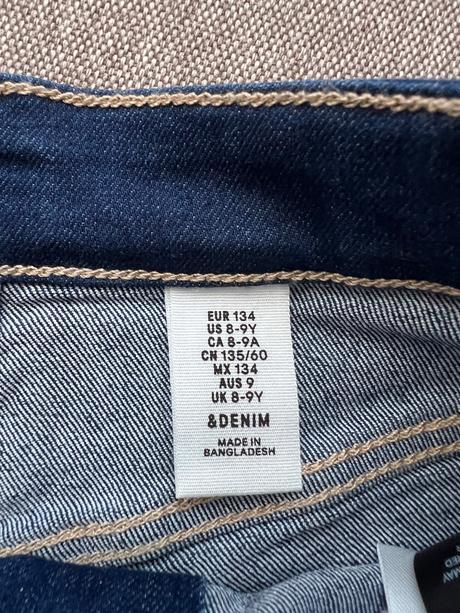 EUR 134
US 8-9Y
CA 8-9A
CN 135/60
MX 134
AUS 9
UK 8-9Y
&DENIM
MADE IN
BANGLADESH